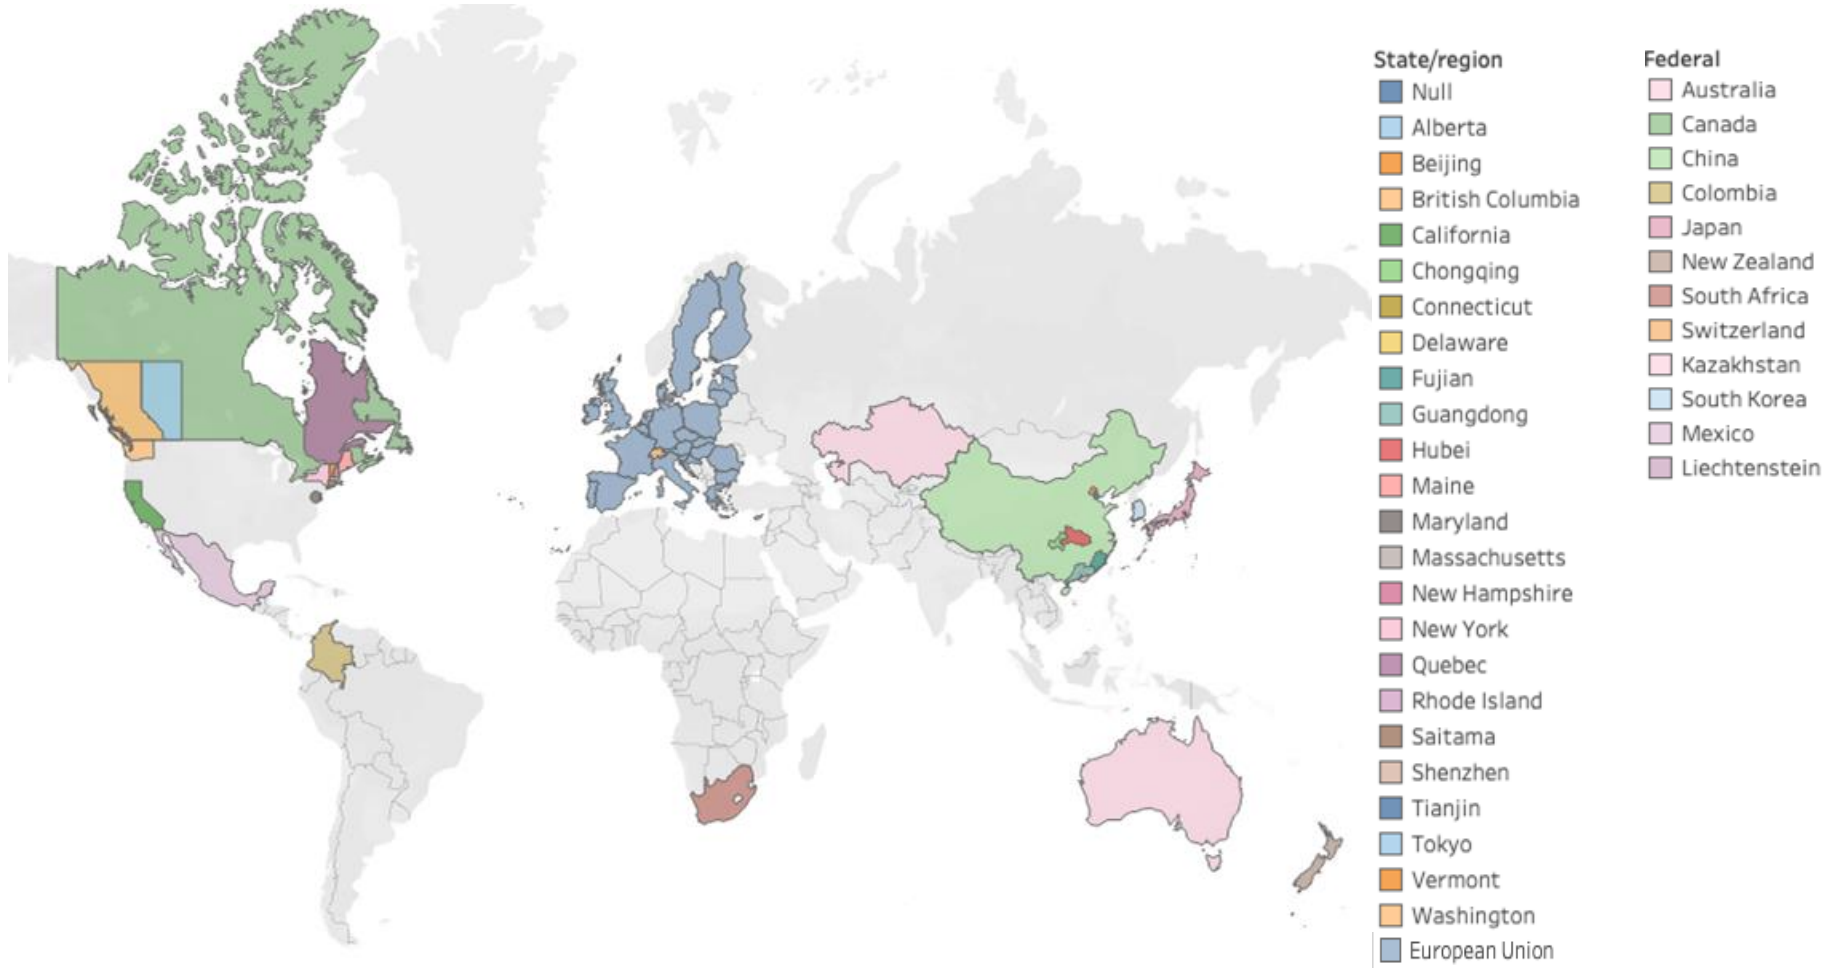 State/region
Null
Alberta
Beijing
British Columbia
California
Chongqing
Connecticut
Delaware
Fujian
Guangdong
Hubei
Maine
Maryland
Massachusetts
New Hampshire
New York
Quebec
Rhode Island
Saitama
Shenzhen
Tianjin
Tokyo
Vermont
Washington
European Union
Federal
Australia
Canada
China
Colombia
Japan
New Zealand
South Africa
Switzerland
Kazakhstan
South Korea
Mexico
Liechtenstein